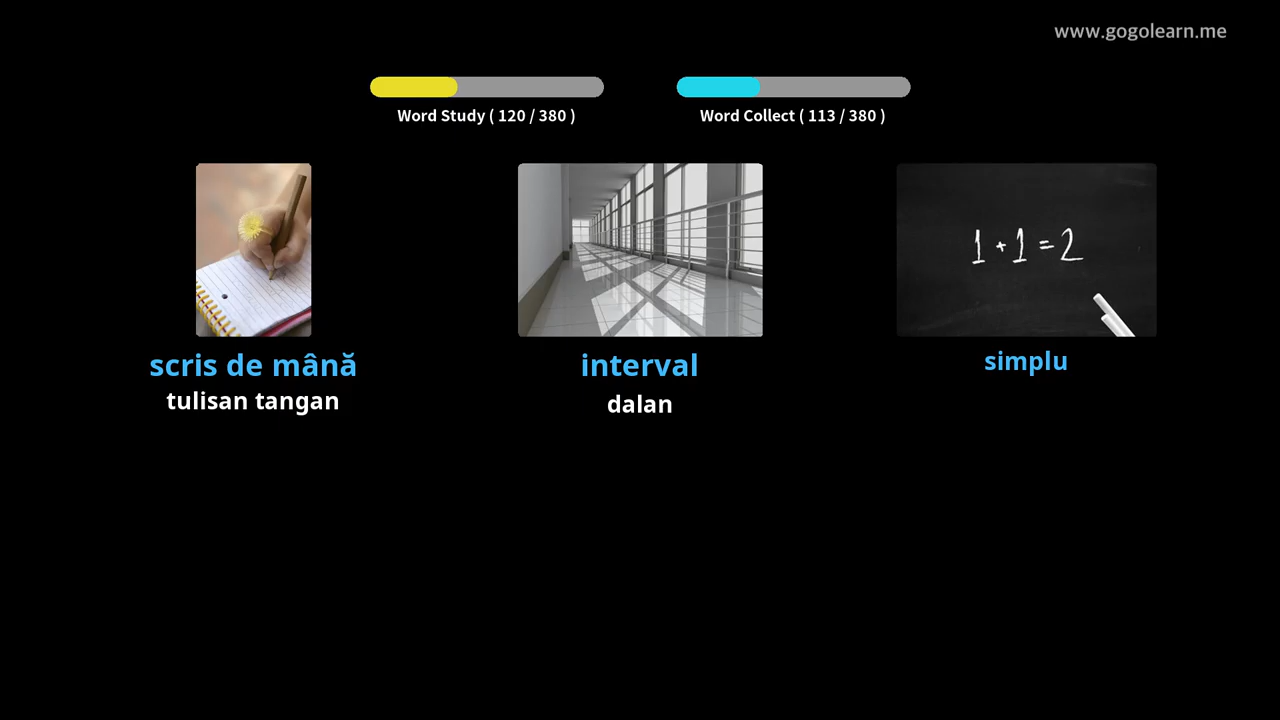 www.gogolearn.me
Word Study ( 120 / 380 )
Word Collect ( 113 / 380 )
1 + 1 = 2
scris de mână
tulisan tangan
interval
dalan
simplu